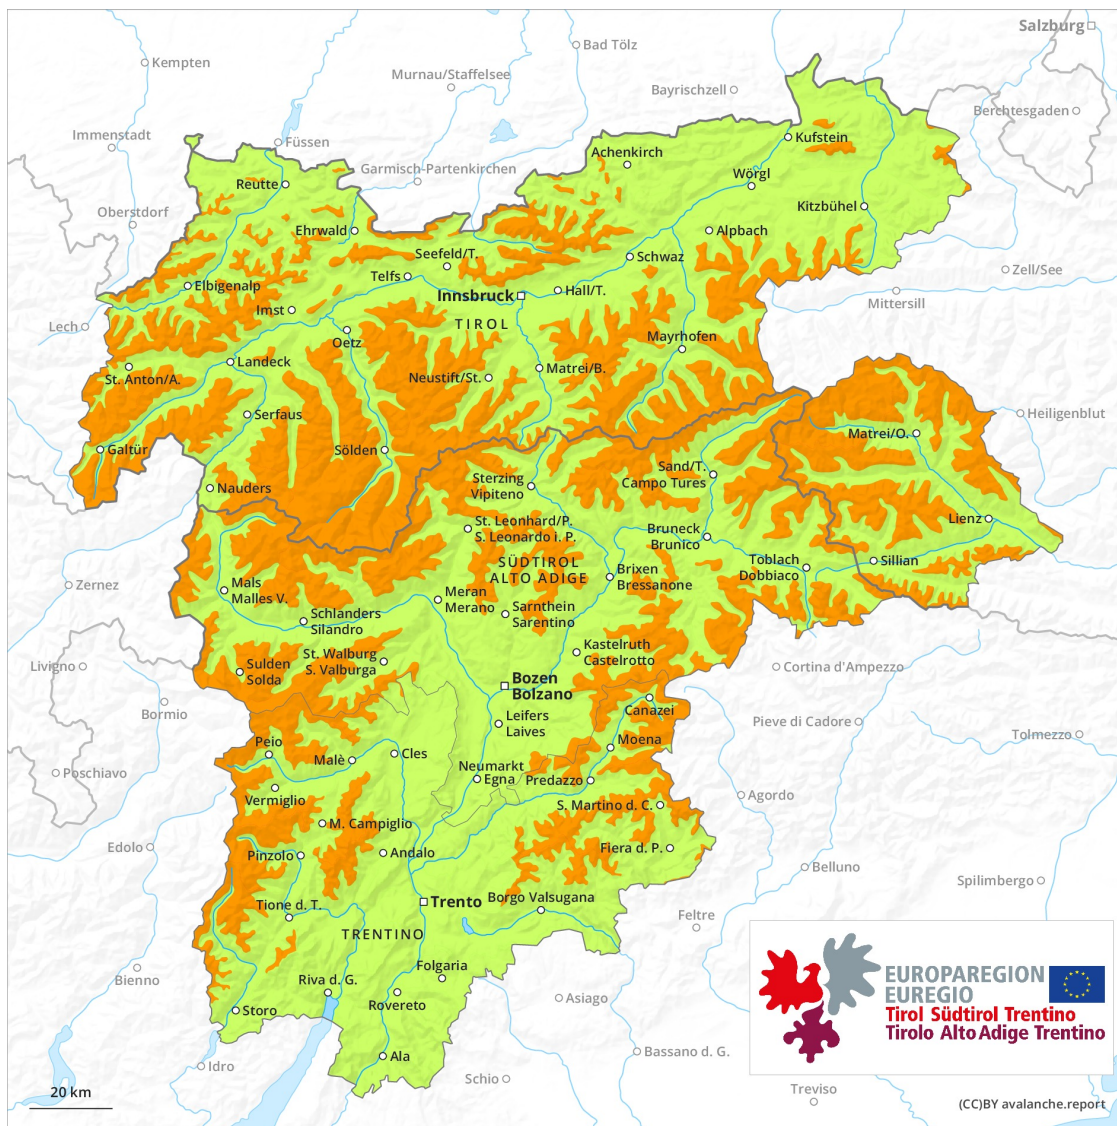 Salzburg
Bad Tölz
Kempten
Murnau/Staffelsee
Bayrischzell
Berchtesgaden
Immenstadt
Füssen
Kufstein
Achenkirch
Garmisch-Partenkirchen
Wörgl
Reutte
Oberstdorf
Kitzbühel
Ehrwald
Alpbach
Seefeld/T.
Schwaz
Telfs
Zell/See
Elbigenalp
Hall/T.
Innsbruck
Mittersill
Imst
TIROL
Lech
Oetz
Mayrhofen
Landeck
Matrei/B.
St. Anton/A.
Neustift/St.
Serfaus
Heiligenblut
Matrei/O.
Galtür
Sölden
Sand/T.
Campo Tures
Sterzing
Vipiteno
Nauders
St. Leonhard/P.
S. Leonardo i. P.
Lienz
Bruneck
Brunico
SÜDTIROL
ALTO ADIGE
Toblach
Dobbiaco
Sillian
Brixen
Bressanone
Zernez
Mals
Malles V.
Meran
Merano
Sarnthein
Sarentino
Schlanders
Silandro
Kastelruth
Castelrotto
St. Walburg
S. Valburga
Livigno
Sulden
Solda
Cortina d'Ampezzo
Bozen
Bolzano
Canazei
Bormio
Leifers
Laives
Pieve di Cadore
Moena
Tolmezzo
Peio
Malè
Cles
Neumarkt
Egna
Predazzo
Poschiavo
Vermiglio
Agordo
S. Martino d. C.
M. Campiglio
Edolo
Pinzolo
Andalo
Fiera d. P.
Belluno
Spilimbergo
Trento
Borgo Valsugana
Tione d. T.
Feltre
TRENTINO
Folgaria
Bienno
Riva d. G.
Rovereto
Asiago
Storo
EUROPAREGION
EUREGIO
Tirol Südtirol Trentino
Tirolo Alto Adige Trentino
Ala
Bassano d. G.
Idro
Schio
Treviso
20 km
(CC)BY avalanche.report